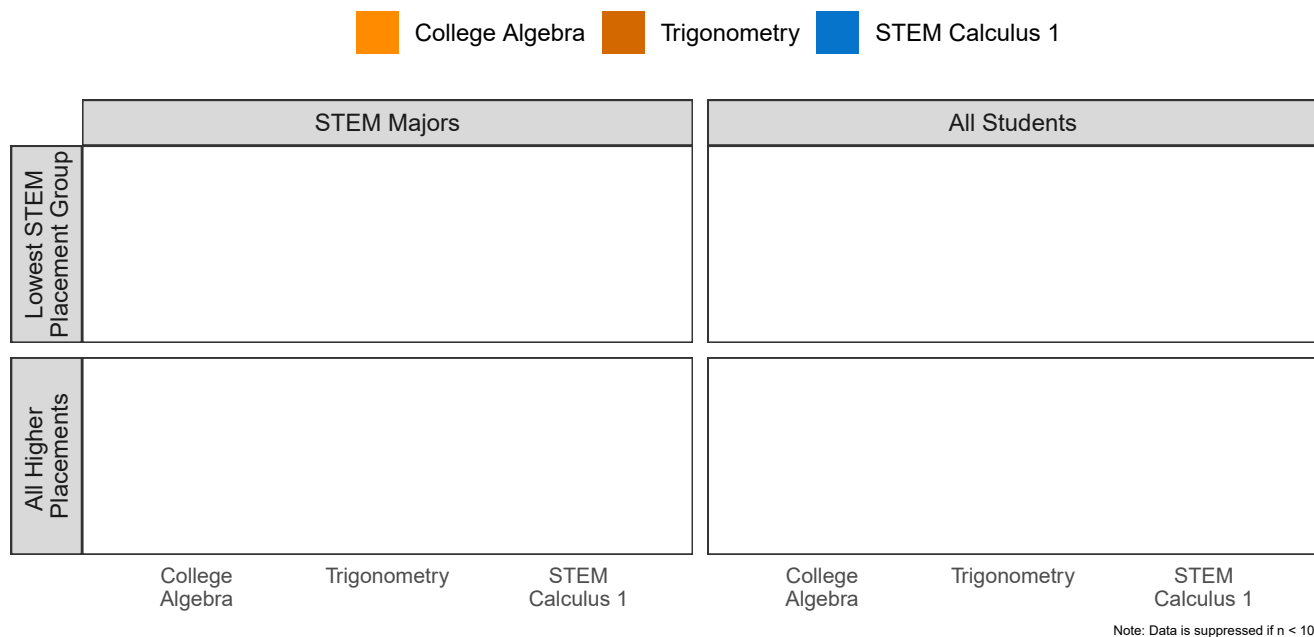 College Algebra
Trigonometry
STEM Calculus 1
STEM Majors
All Students
Lowest STEM
Placement Group
All Higher
Placements
College
Algebra
Trigonometry
STEM
Calculus 1
College
Algebra
Trigonometry
STEM
Calculus 1
Note: Data is suppressed if n < 10